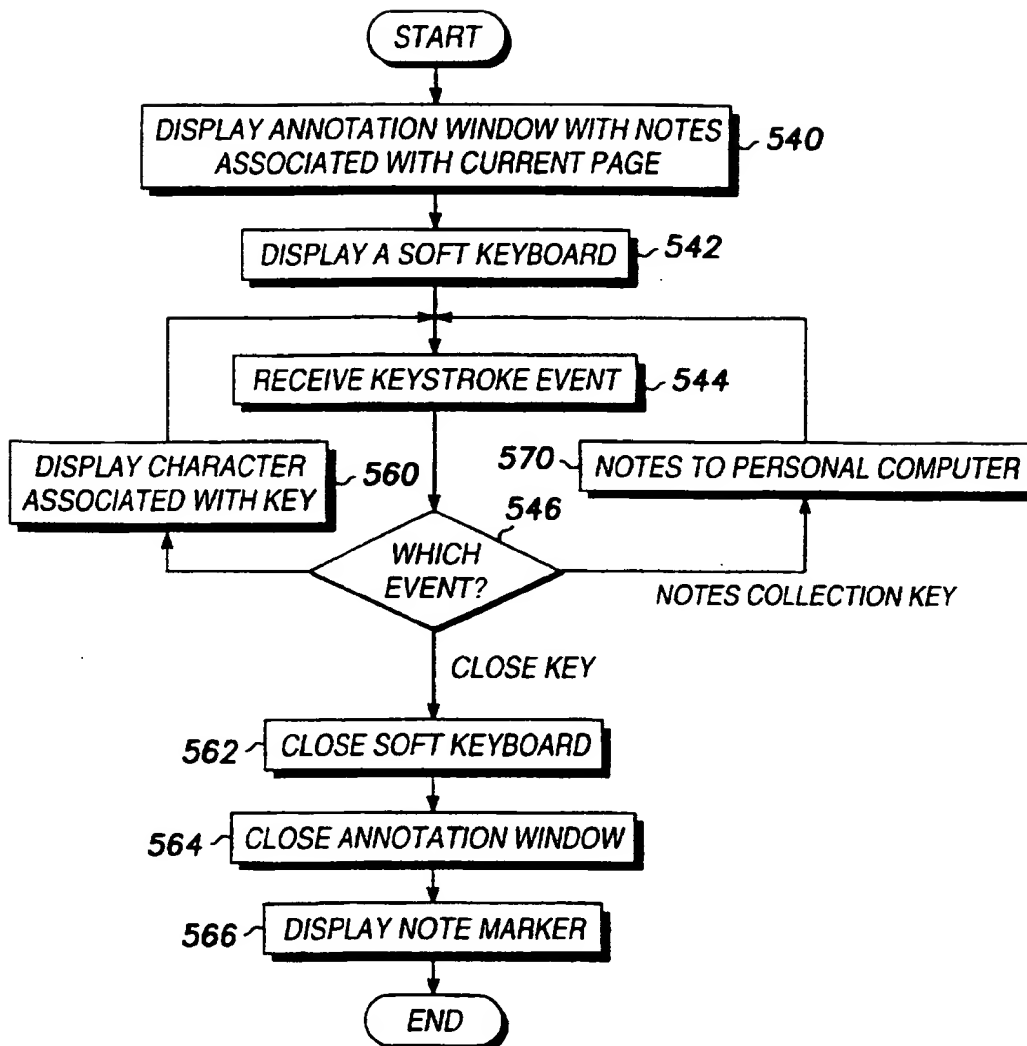 START
DISPLAY ANNOTATION WINDOW WITH NOTES
ASSOCIATED WITH CURRENT PAGE
540
DISPLAY A SOFT KEYBOARD
542
RECEIVE KEYSTROKE EVENT
544
DISPLAY CHARACTER
ASSOCIATED WITH KEY
560
570
NOTES TO PERSONAL COMPUTER
546
WHICH
EVENT?
NOTES COLLECTION KEY
CLOSE KEY
562
CLOSE SOFT KEYBOARD
564
CLOSE ANNOTATION WINDOW
566
DISPLAY NOTE MARKER
END